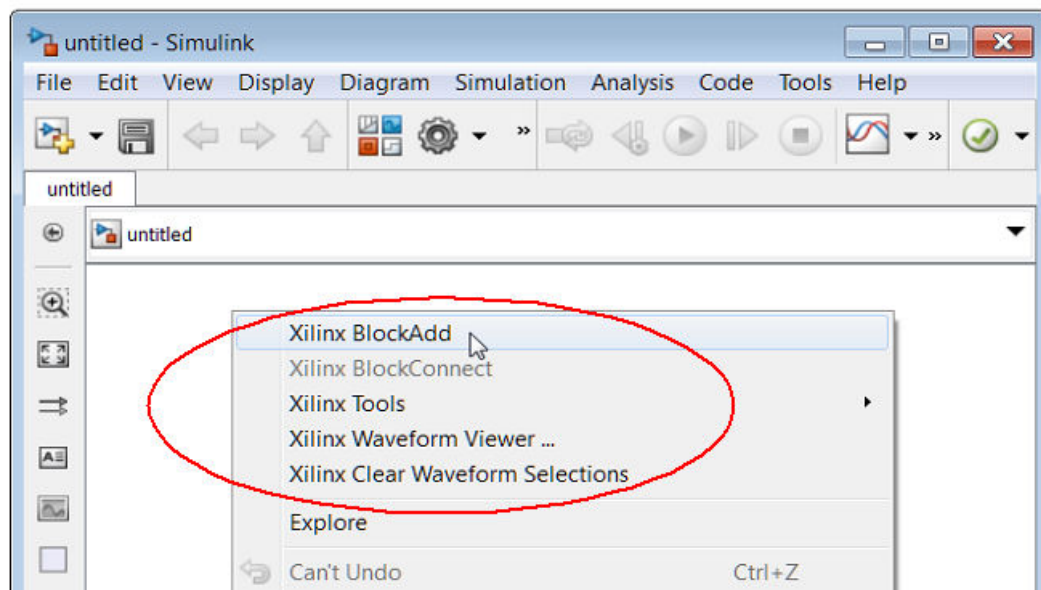 untitled - Simulink
File Edit View Display Diagram Simulation Analysis Code Tools Help
» »
untitled
untitled
Xilinx BlockAdd
Xilinx BlockConnect
Xilinx Tools
Xilinx Waveform Viewer ...
Xilinx Clear Waveform Selections
Explore
Can't Undo Ctrl+Z